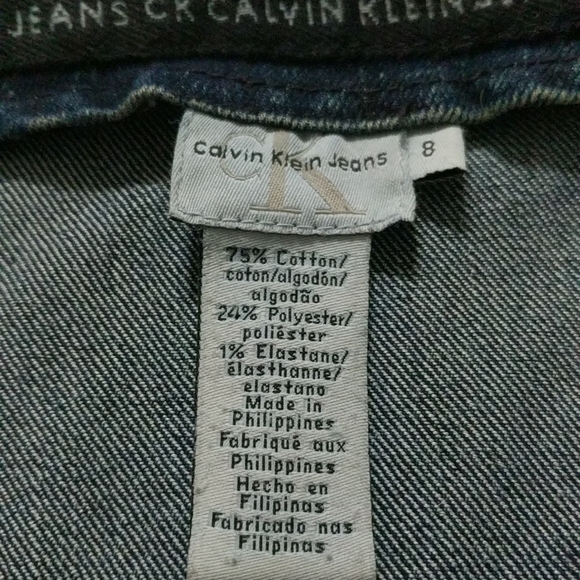 JEANS CK CALVIN KLEIN
CK
Calvin Klein Jeans
8
75% Cotton/
coton/algodón/
algodão
24% Polyester/
poliéster
1% Elastane/
élasthanne/
elastano
Made in
Philippines
Fabriqué aux
Philippines
Hecho en
Filipinas
Fabricado nas
Filipinas